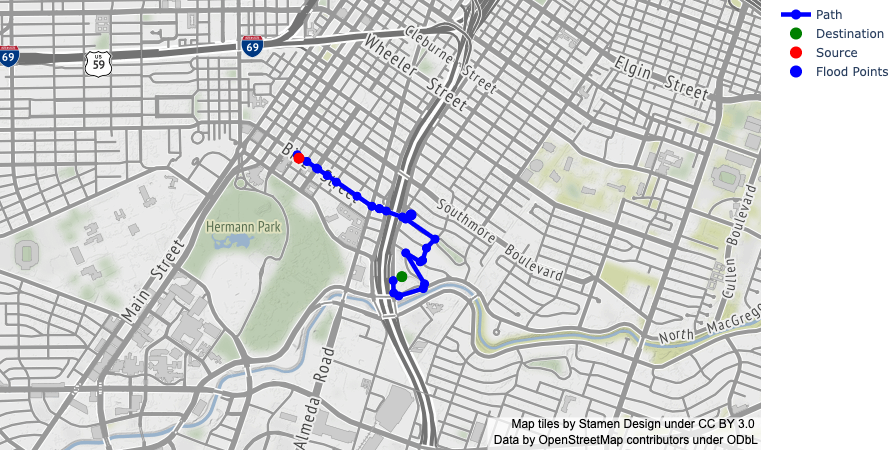 Path
Destination
Source
Flood Points
69
US
59
69
Wheeler Street
Cleburne Street
Elgin Street
Southmore Boulevard
Hermann Park
Main Street
Almeda Road
Cullen Boulevard
North MacGreg
Map tiles by Stamen Design under CC BY 3.0
Data by OpenStreetMap contributors under ODbL